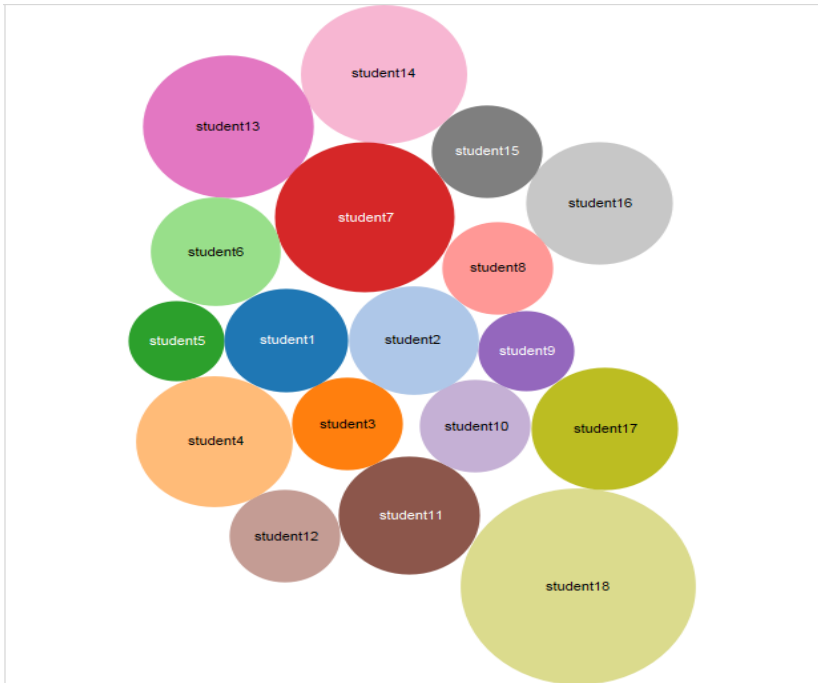 student14
student13
student15
student16
student7
student6
student8
student5
student1
student2
student9
student3
student10
student17
student4
student11
student12
student18